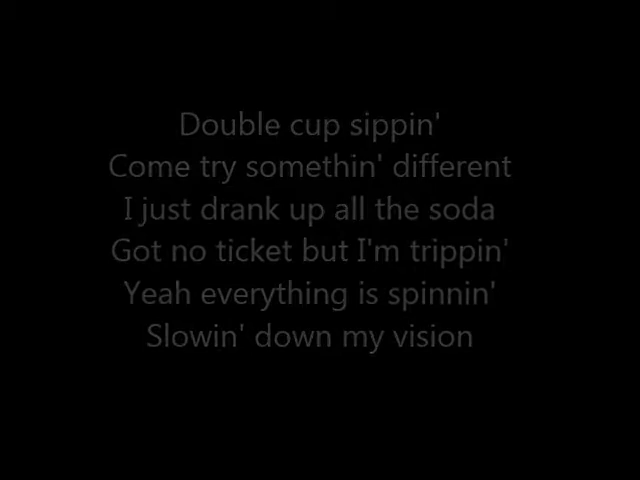 Double cup sippin'
Come try somethin' different
I just drank up all the soda
Got no ticket but I'm trippin'
Yeah everything is spinnin'
Slowin' down my vision